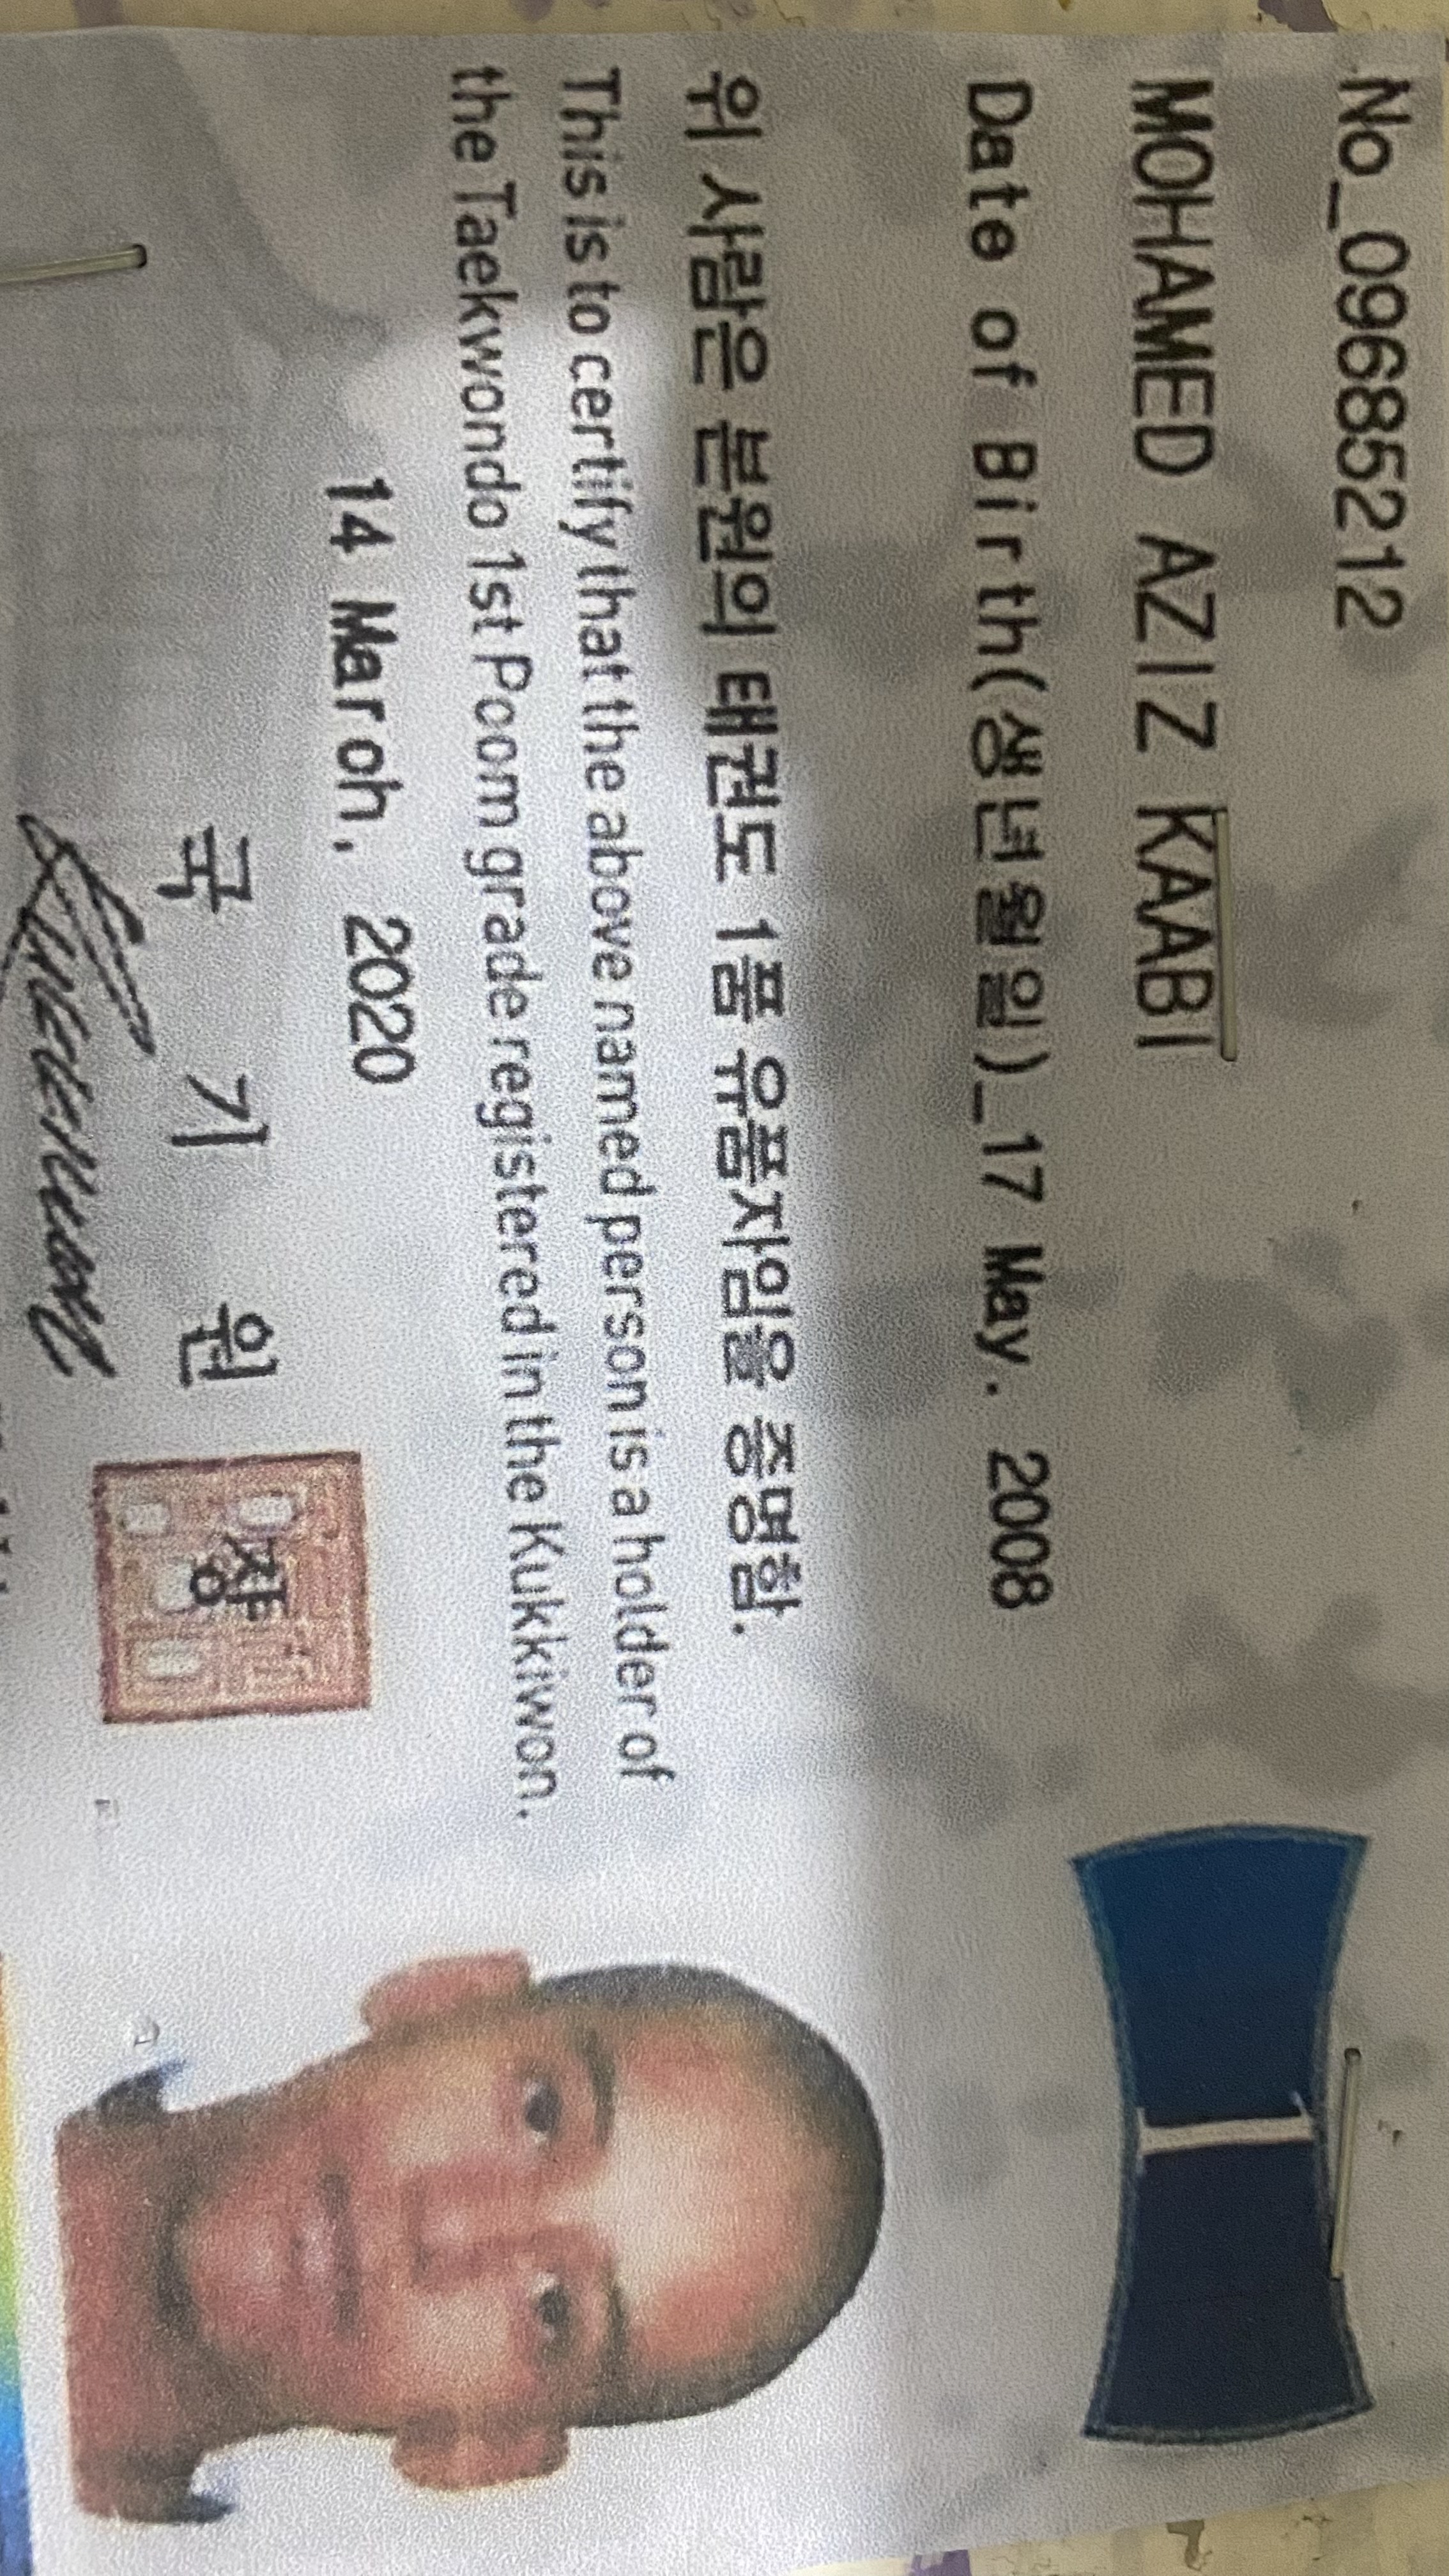 No_09685212
MOHAMED AZIZ KAABI
Date of Birth(생년월일)_17 May. 2008
위 사람은 본원의 태권도 1품 유품자임을 증명함.
This is to certify that the above named person is a holder of
the Taekwondo 1st Poom grade registered in the Kukkiwon.
14 March, 2020
국 기 원 장